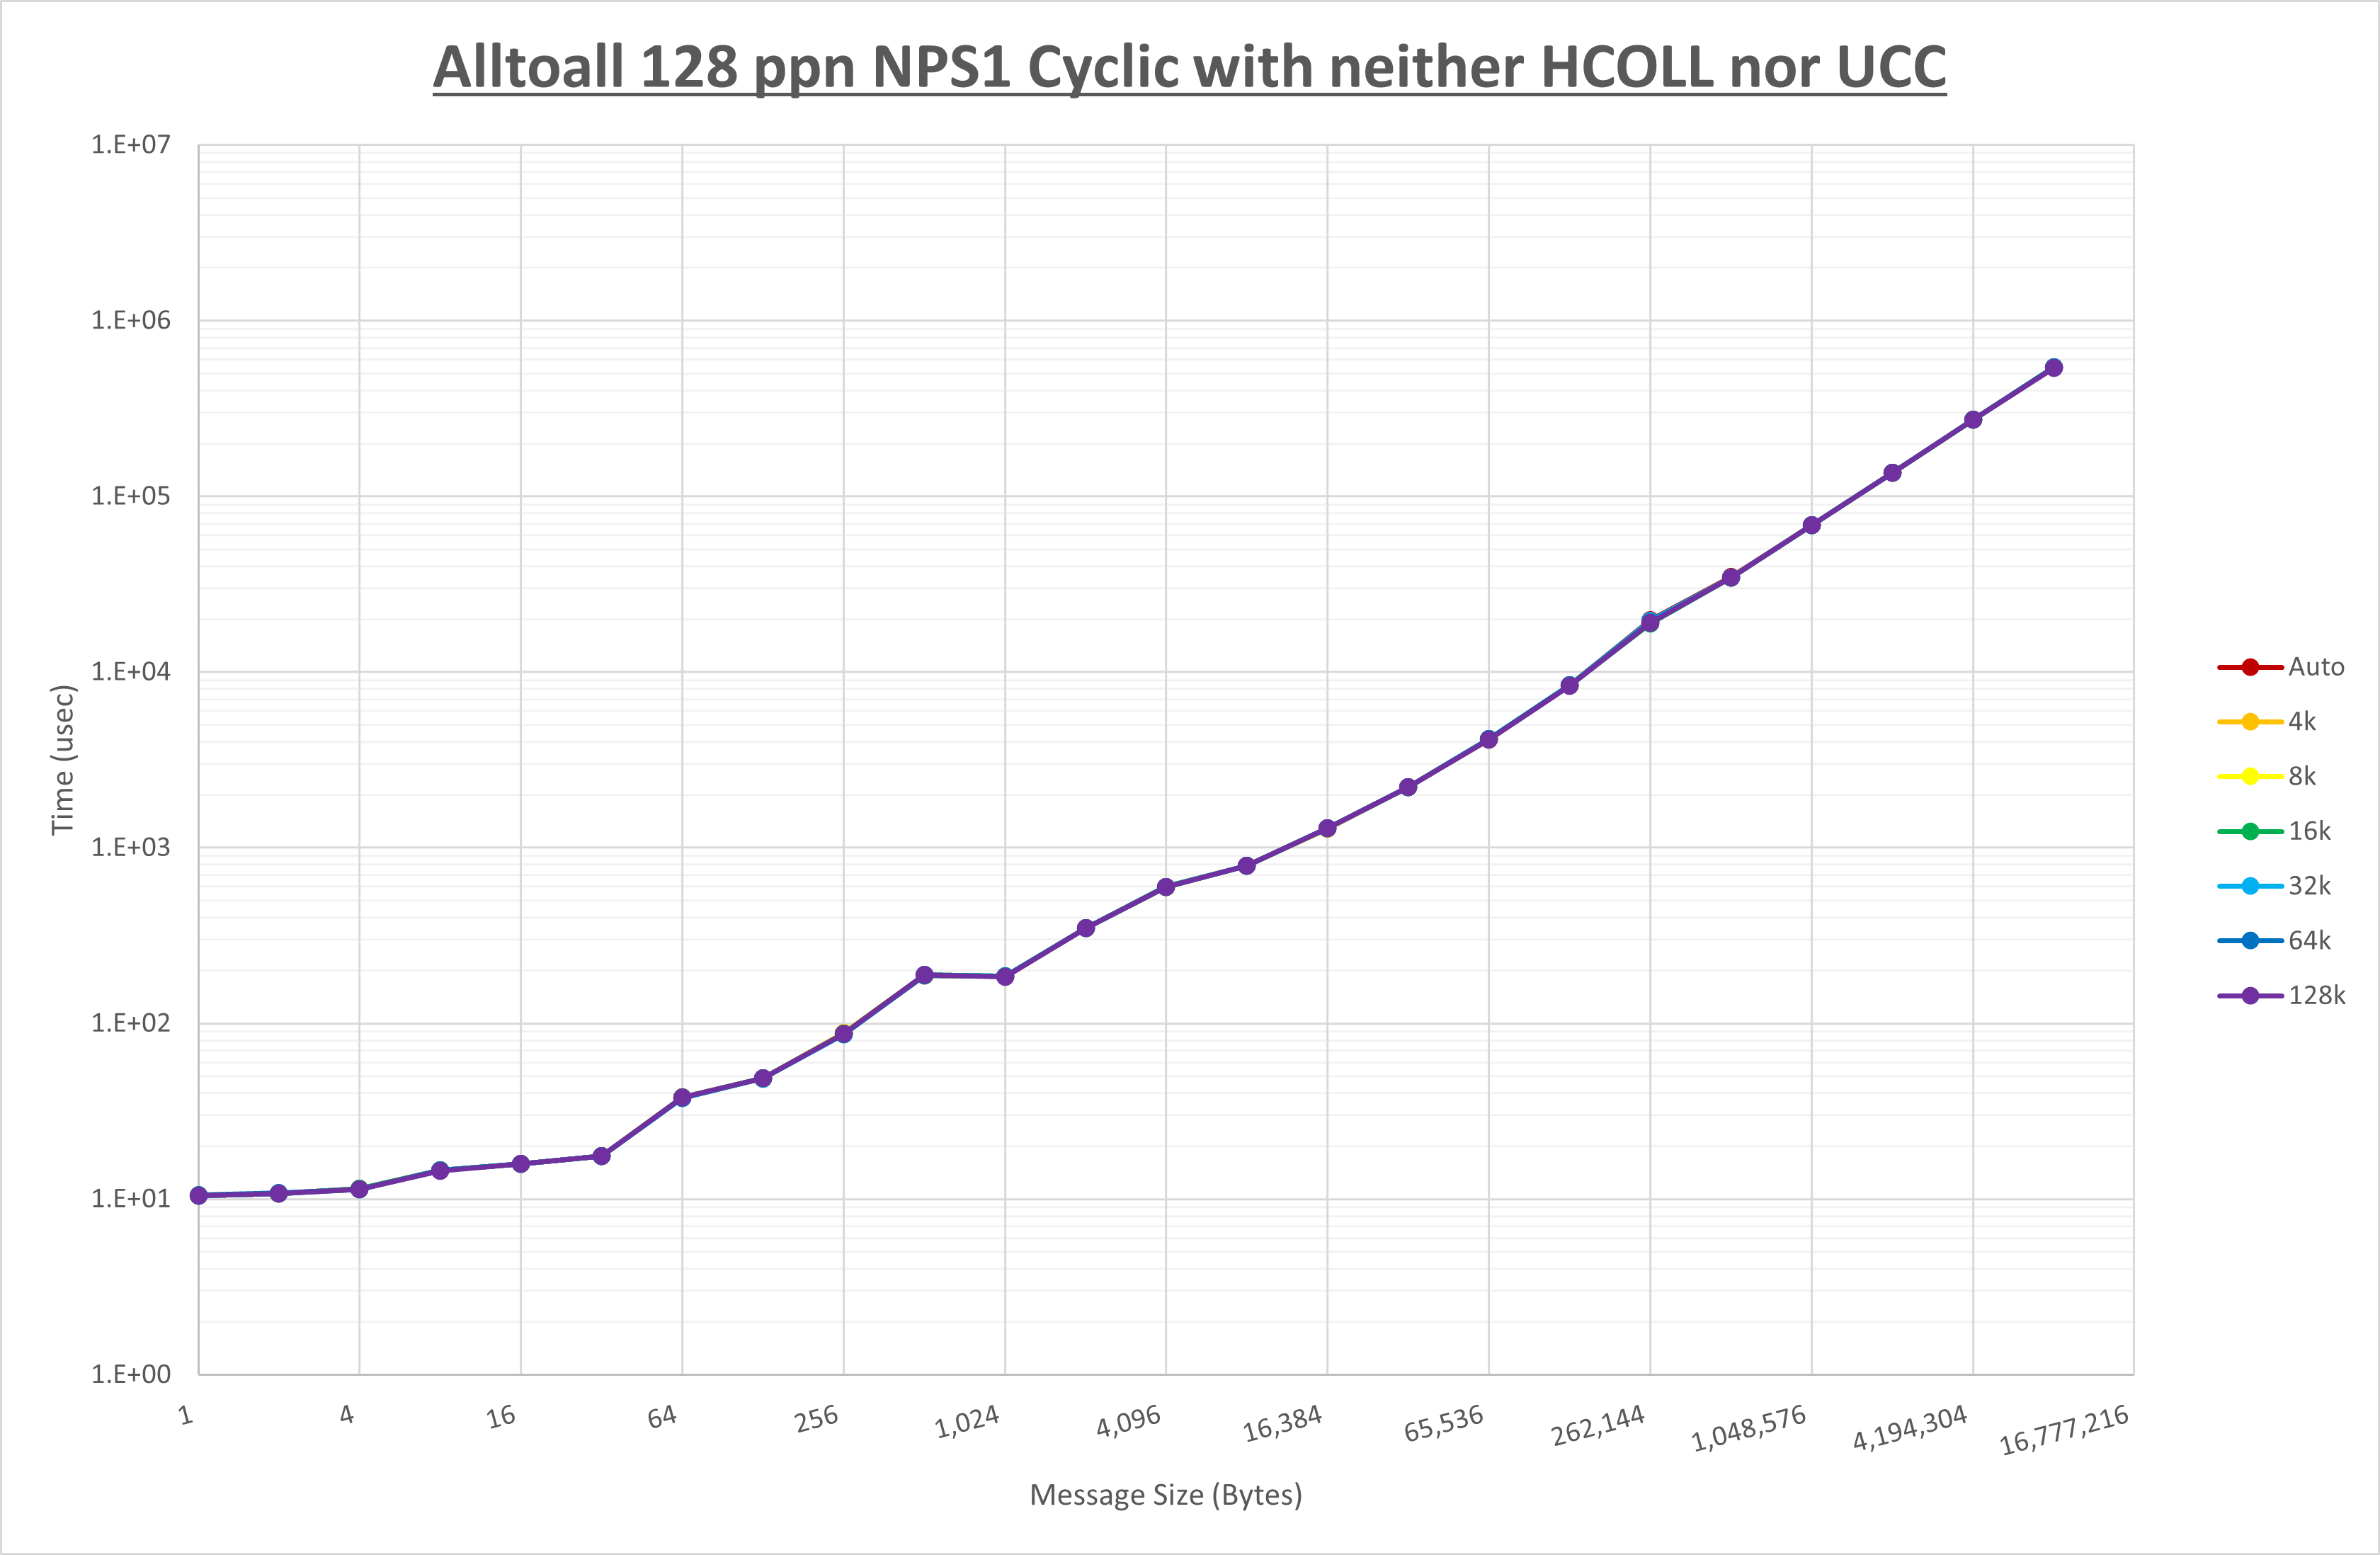 Alltoall 128 ppn NPS1 Cyclic with neither HCOLL nor UCC
1.E+07
1.E+06
1.E+05
1.E+04
1.E+03
1.E+02
1.E+01
1.E+00
Time (usec)
1
4
16
64
256
1,024
4,096
16,384
65,536
262,144
1,048,576
4,194,304
16,777,216
Message Size (Bytes)
Auto
4k
8k
16k
32k
64k
128k